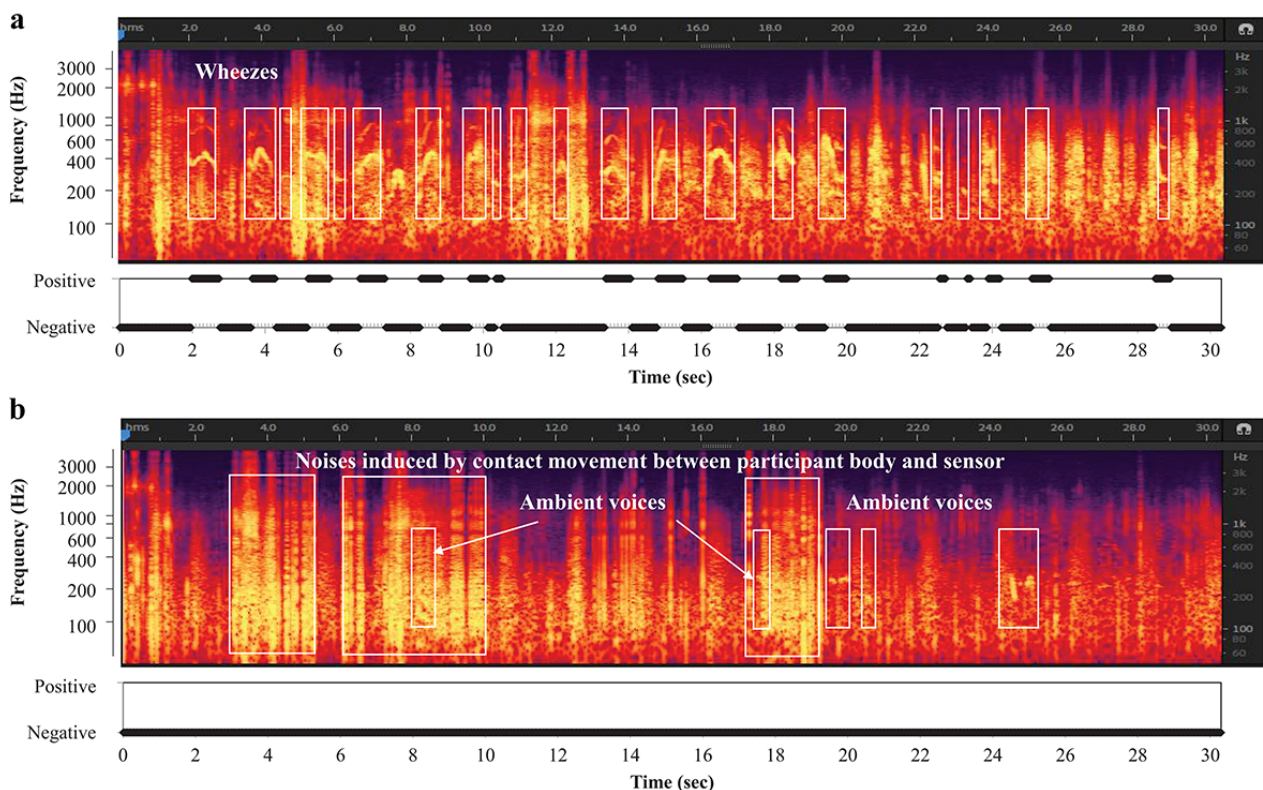 a
hms 2.0 4.0 6.0 8.0 10.0 12.0 14.0 16.0 18.0 20.0 22.0 24.0 26.0 28.0 30.0
Wheezes
Frequency (Hz)
3000
2000
1000
600
400
200
100
Hz
3k
2k
1k
800
600
400
200
100
80
60
Positive
Negative
0 2 4 6 8 10 12 14 16 18 20 22 24 26 28 30
Time (sec)
b
hms 2.0 4.0 6.0 8.0 10.0 12.0 14.0 16.0 18.0 20.0 22.0 24.0 26.0 28.0 30.0
Noises induced by contact movement between participant body and sensor
Ambient voices Ambient voices
Frequency (Hz)
3000
2000
1000
600
400
200
100
Hz
3k
2k
1k
800
600
400
200
100
80
60
Positive
Negative
0 2 4 6 8 10 12 14 16 18 20 22 24 26 28 30
Time (sec)